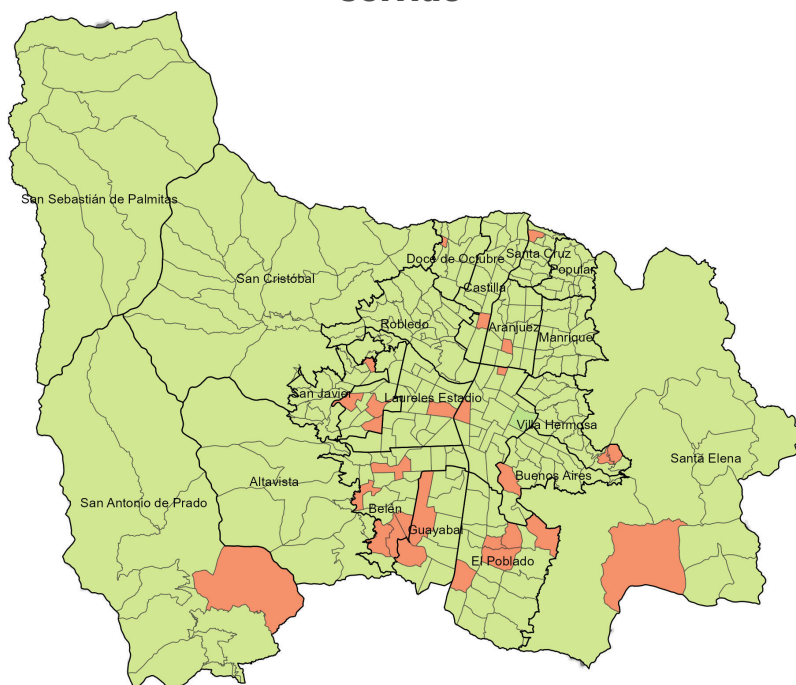 San Sebastián de Palmitas
San Cristóbal
Doce de Octubre
Santa Cruz
Popular
Castilla
Robledo
Aranjuez
Manrique
San Javier
Laureles Estadio
Villa Hermosa
Santa Elena
Altavista
Buenos Aires
San Antonio de Prado
Belén
Guayabal
El Poblado